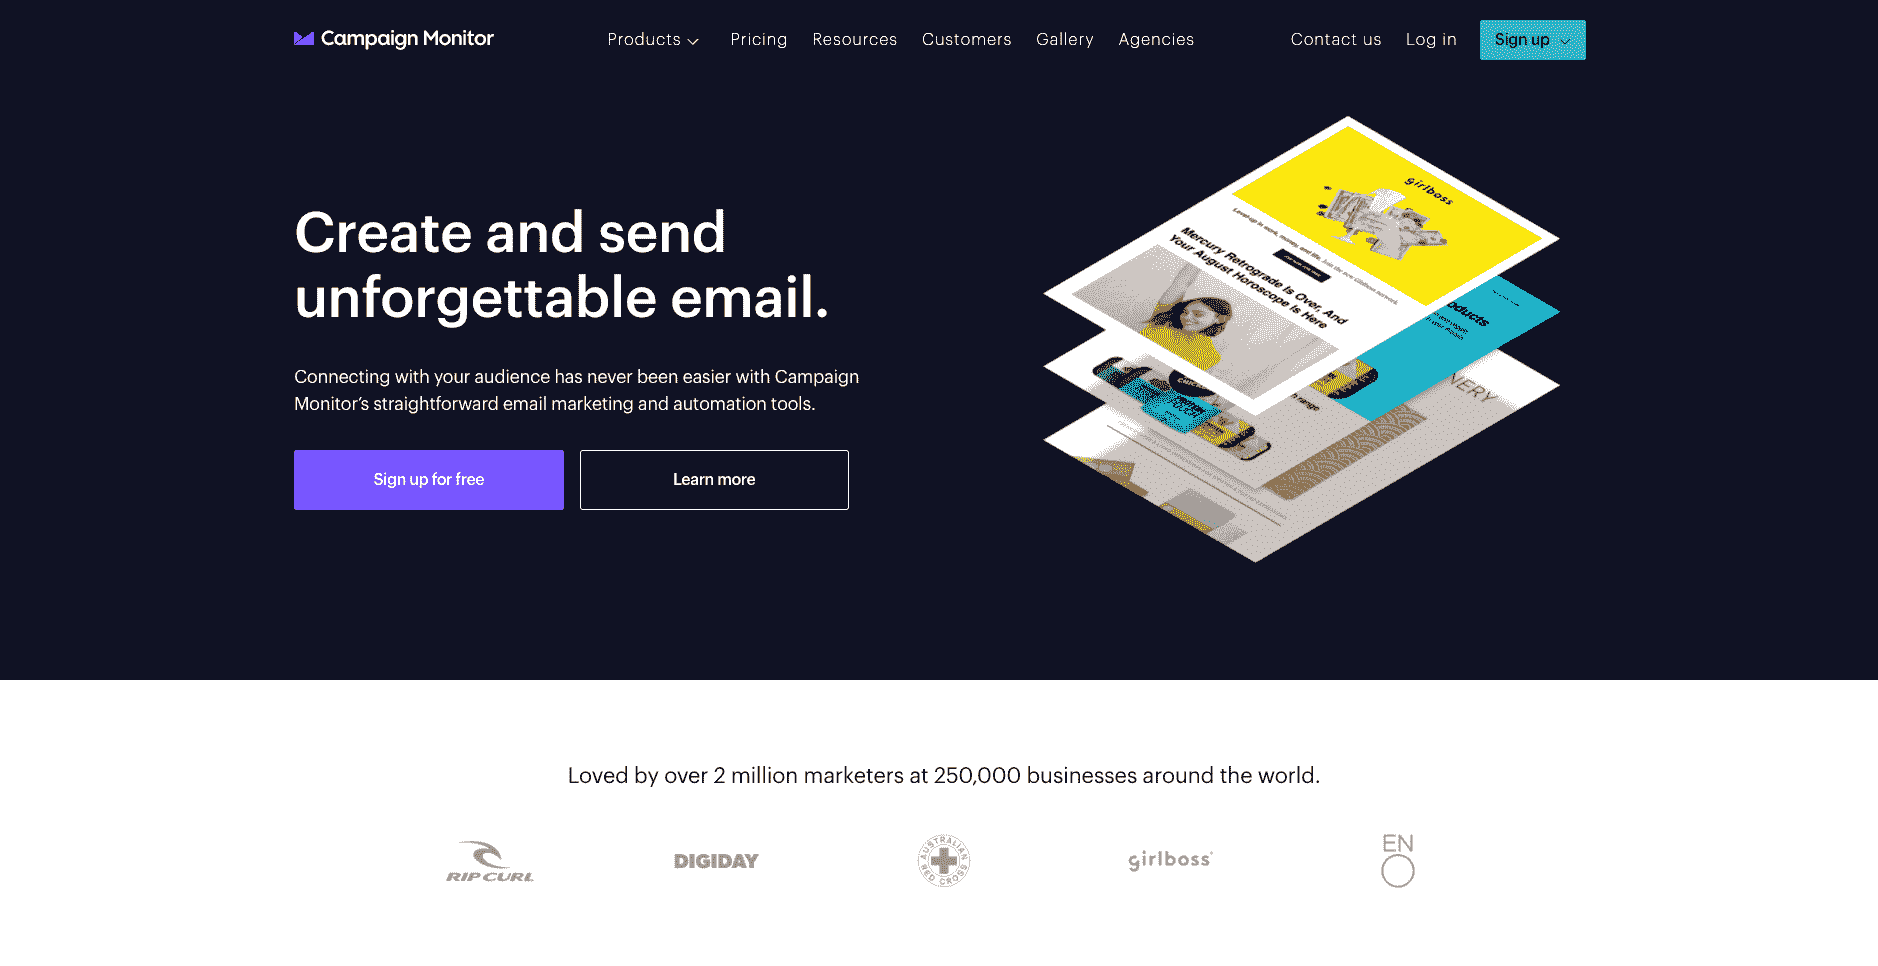 Campaign Monitor
Products
Pricing
Resources
Customers
Gallery
Agencies
Contact us
Log in
Sign up
Create and send
unforgettable email.
Connecting with your audience has never been easier with Campaign
Monitor’s straightforward email marketing and automation tools.
Sign up for free
Learn more
girlboss
Mercury Retrograde Is Over, And
Your August Horoscope Is Here
Loved by over 2 million marketers at 250,000 businesses around the world.
RIP CURL
DIGIDAY
AUSTRALIAN
RED CROSS
girlboss
EN
O